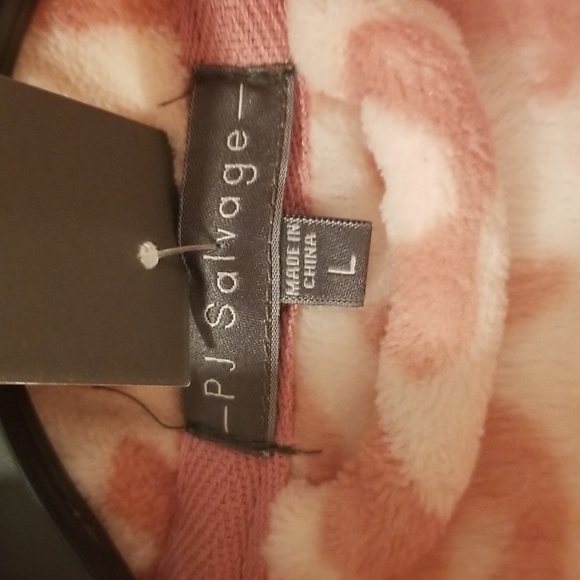 —PJ Salvage—
MADE IN
CHINA
L